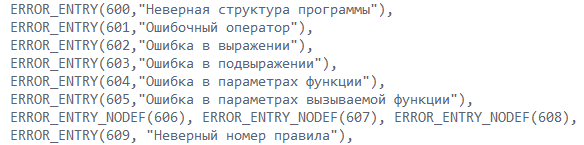 ERROR_ENTRY(600,"Неверная структура программы"),
ERROR_ENTRY(601,"Ошибочный оператор"),
ERROR_ENTRY(602,"Ошибка в выражении"),
ERROR_ENTRY(603,"Ошибка в подвыражении"),
ERROR_ENTRY(604,"Ошибка в параметрах функции"),
ERROR_ENTRY(605,"Ошибка в параметрах вызываемой функции"),
ERROR_ENTRY_NODEF(606), ERROR_ENTRY_NODEF(607), ERROR_ENTRY_NODEF(608),
ERROR_ENTRY(609, "Неверный номер правила"),